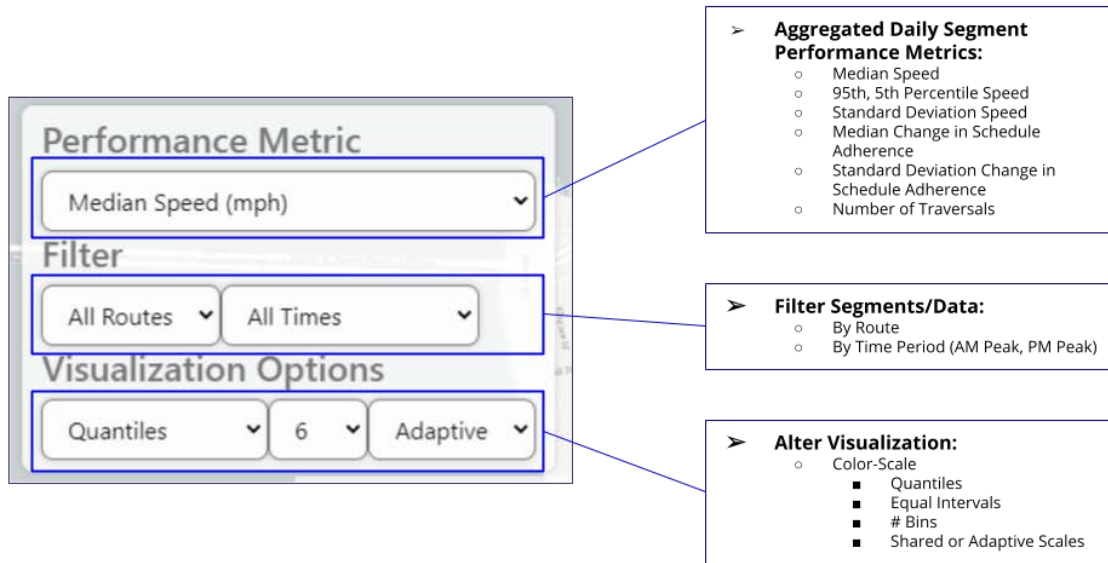 Performance Metric
Median Speed (mph)
Filter
All Routes
All Times
Visualization Options
Quantiles
6
Adaptive
➢ Aggregated Daily Segment
Performance Metrics:
○ Median Speed
○ 95th, 5th Percentile Speed
○ Standard Deviation Speed
○ Median Change in Schedule
Adherence
○ Standard Deviation Change in
Schedule Adherence
○ Number of Traversals
➢ Filter Segments/Data:
○ By Route
○ By Time Period (AM Peak, PM Peak)
➢ Alter Visualization:
○ Color-Scale
■ Quantiles
■ Equal Intervals
■ # Bins
■ Shared or Adaptive Scales